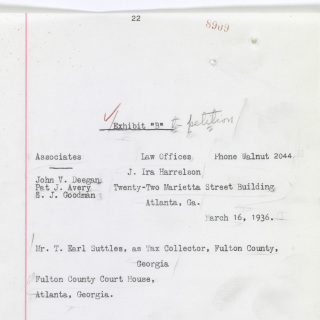 22
8909
Exhibit "B" to petition
Associates Law Offices Phone Walnut 2044
J. Ira Harrelson
John V. Deegan
Pat J. Avery Twenty-Two Marietta Street Building
E. J. Goodman
Atlanta, Ga.
March 16, 1936.
Mr. T. Earl Suttles, as Tax Collector, Fulton County,
Georgia
Fulton County Court House,
Atlanta, Georgia.